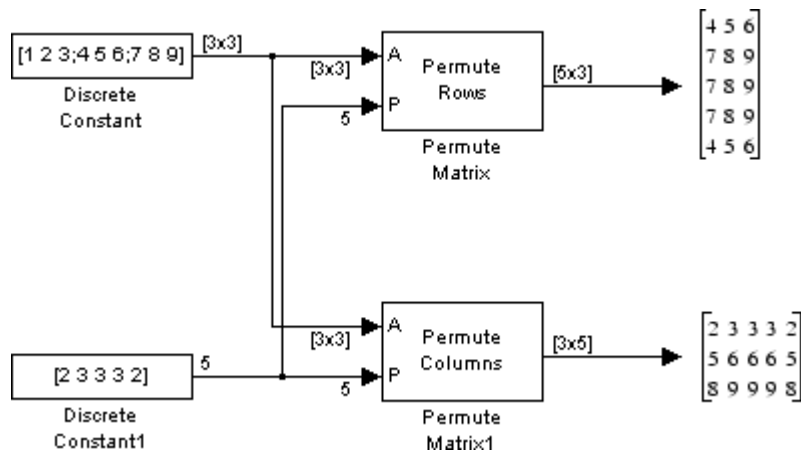 [1 2 3;4 5 6;7 8 9]
[3x3]
Discrete
Constant
[3x3]
A
P
5
Permute
Rows
Permute
Matrix
[5x3]
4 5 6
7 8 9
7 8 9
7 8 9
4 5 6
[2 3 3 3 2]
5
Discrete
Constant1
[3x3]
A
P
5
Permute
Columns
Permute
Matrix1
[3x5]
2 3 3 3 2
5 6 6 6 5
8 9 9 9 8